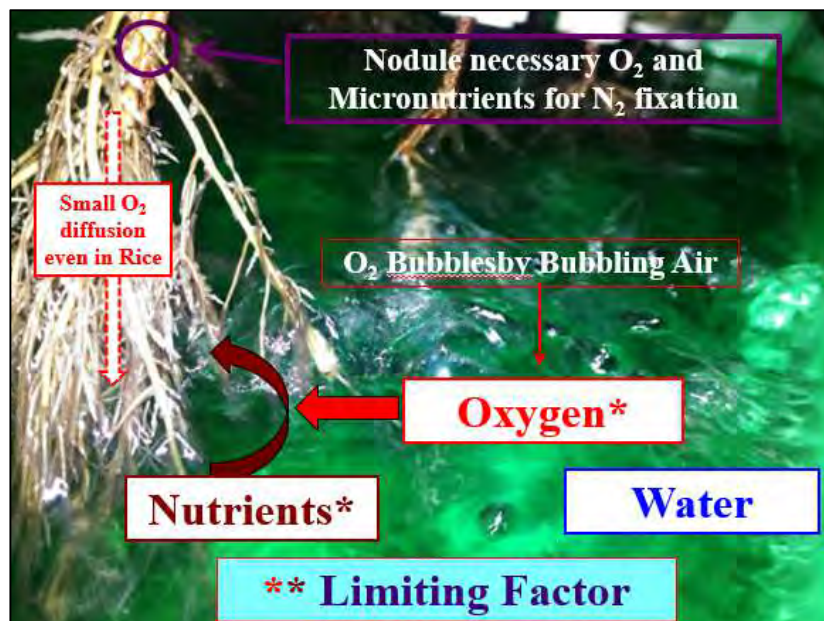 Nodule necessary O₂ and
Micronutrients for N₂ fixation
Small O₂
diffusion
even in Rice
O₂ Bubblesby Bubbling Air
Oxygen*
Nutrients*
Water
** Limiting Factor